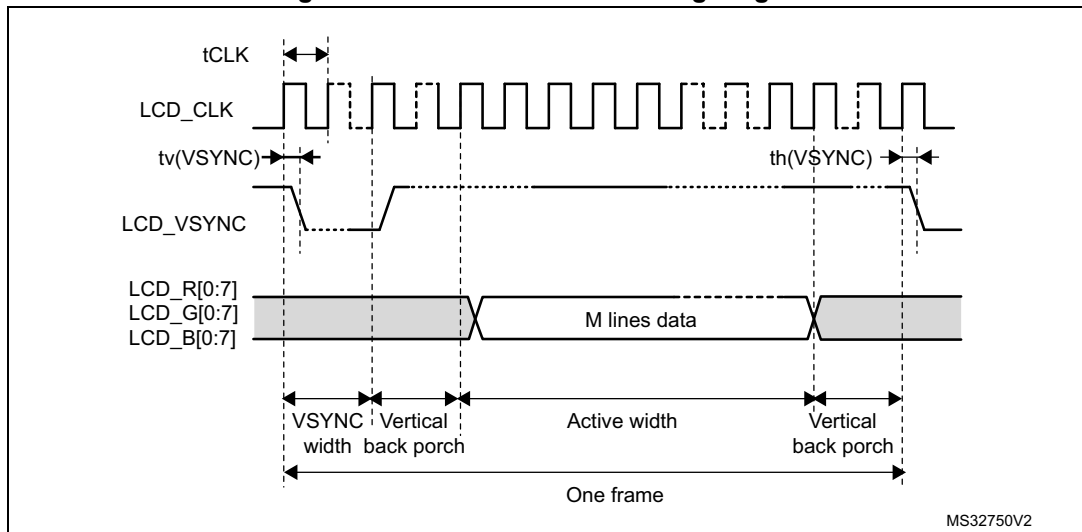 tCLK
LCD_CLK
tv(VSYNC)
th(VSYNC)
LCD_VSYNC
LCD_R[0:7]
LCD_G[0:7]
LCD_B[0:7]
M lines data
VSYNC width
Vertical back porch
Active width
Vertical back porch
One frame
MS32750V2